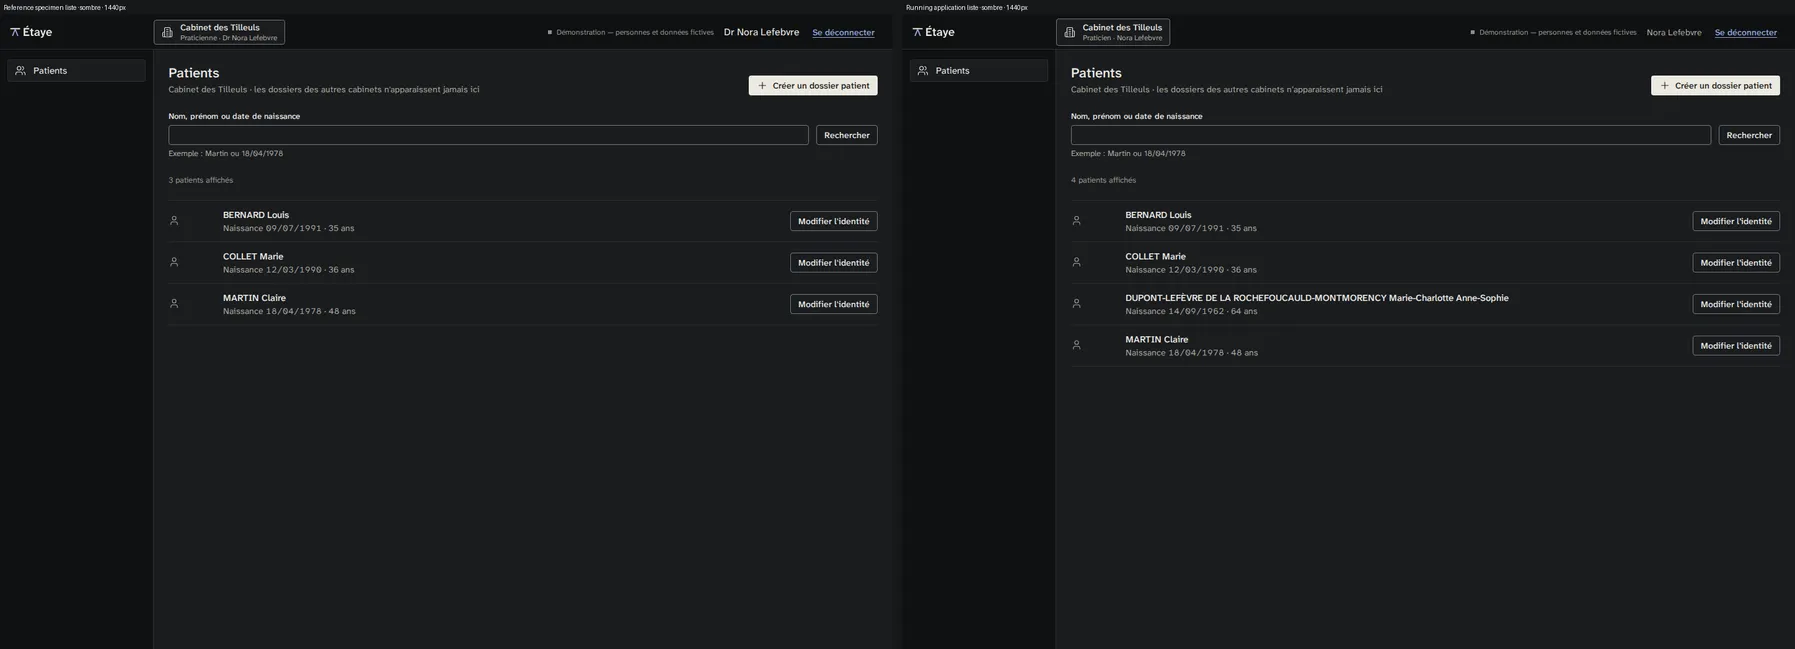 Reference specimen liste · sombre · 1440px
Étaye
Cabinet des Tilleuls
Praticienne · Dr Nora Lefebvre
Démonstration — personnes et données fictives
Dr Nora Lefebvre
Se déconnecter
Patients
Patients
Cabinet des Tilleuls · les dossiers des autres cabinets n'apparaissent jamais ici
Créer un dossier patient
Nom, prénom ou date de naissance
Rechercher
Exemple : Martin ou 18/04/1978
3 patients affichés
BERNARD Louis
Naissance 09/07/1991 · 35 ans
Modifier l'identité
COLLET Marie
Naissance 12/03/1990 · 36 ans
Modifier l'identité
MARTIN Claire
Naissance 18/04/1978 · 48 ans
Modifier l'identité
Running application liste · sombre · 1440px
Étaye
Cabinet des Tilleuls
Praticien · Nora Lefebvre
Démonstration — personnes et données fictives
Nora Lefebvre
Se déconnecter
Patients
Patients
Cabinet des Tilleuls · les dossiers des autres cabinets n'apparaissent jamais ici
Créer un dossier patient
Nom, prénom ou date de naissance
Rechercher
Exemple : Martin ou 18/04/1978
4 patients affichés
BERNARD Louis
Naissance 09/07/1991 · 35 ans
Modifier l'identité
COLLET Marie
Naissance 12/03/1990 · 36 ans
Modifier l'identité
DUPONT-LEFÈVRE DE LA ROCHEFOUCAULD-MONTMORENCY Marie-Charlotte Anne-Sophie
Naissance 14/09/1962 · 64 ans
Modifier l'identité
MARTIN Claire
Naissance 18/04/1978 · 48 ans
Modifier l'identité